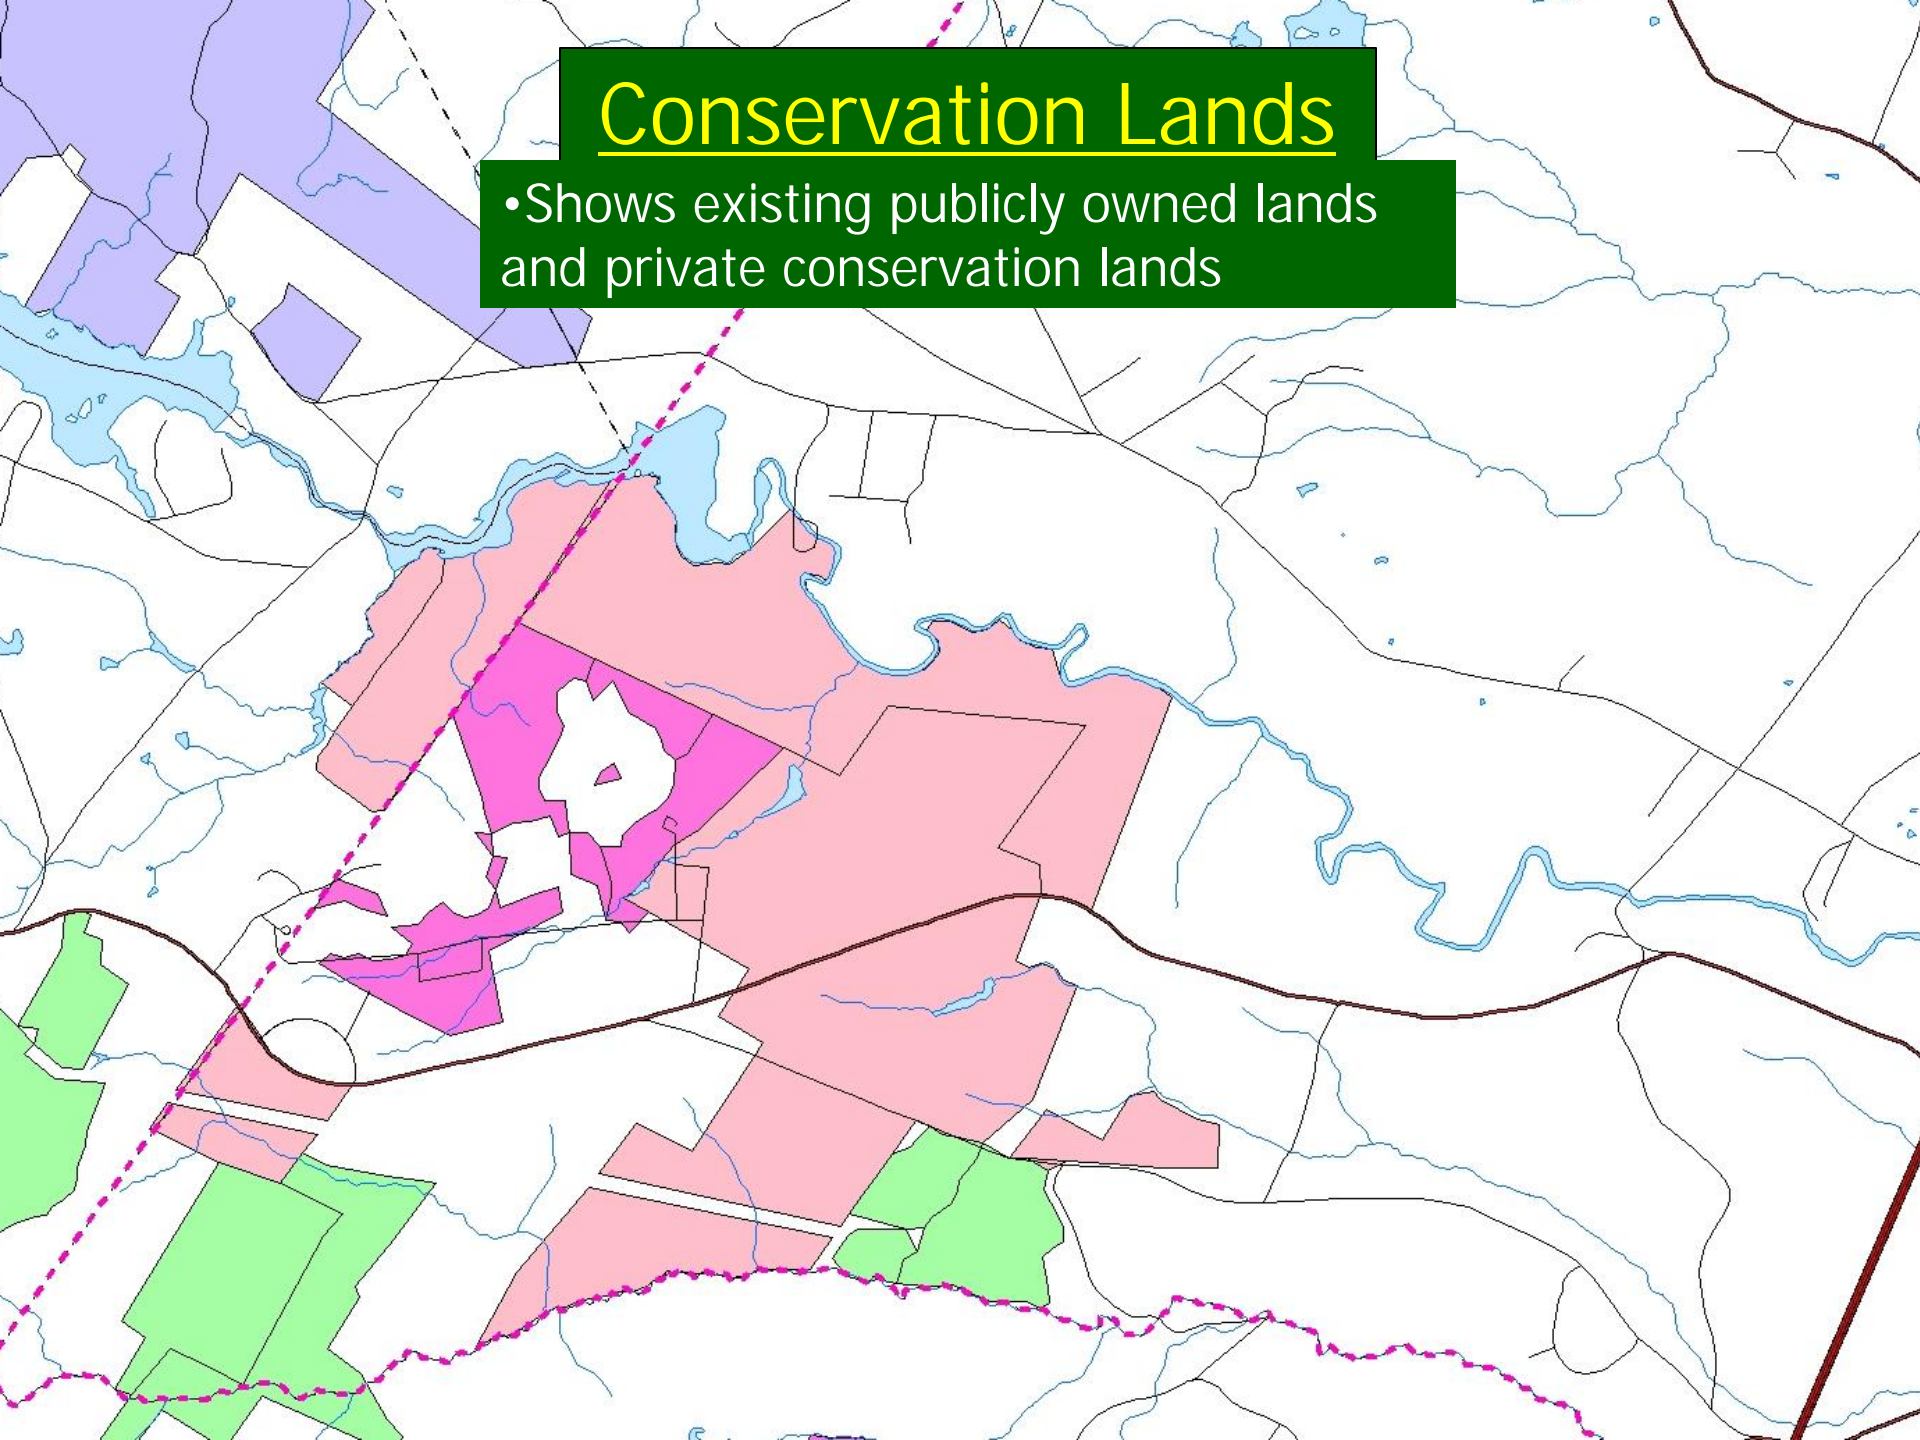 Conservation Lands
•Shows existing publicly owned lands
and private conservation lands